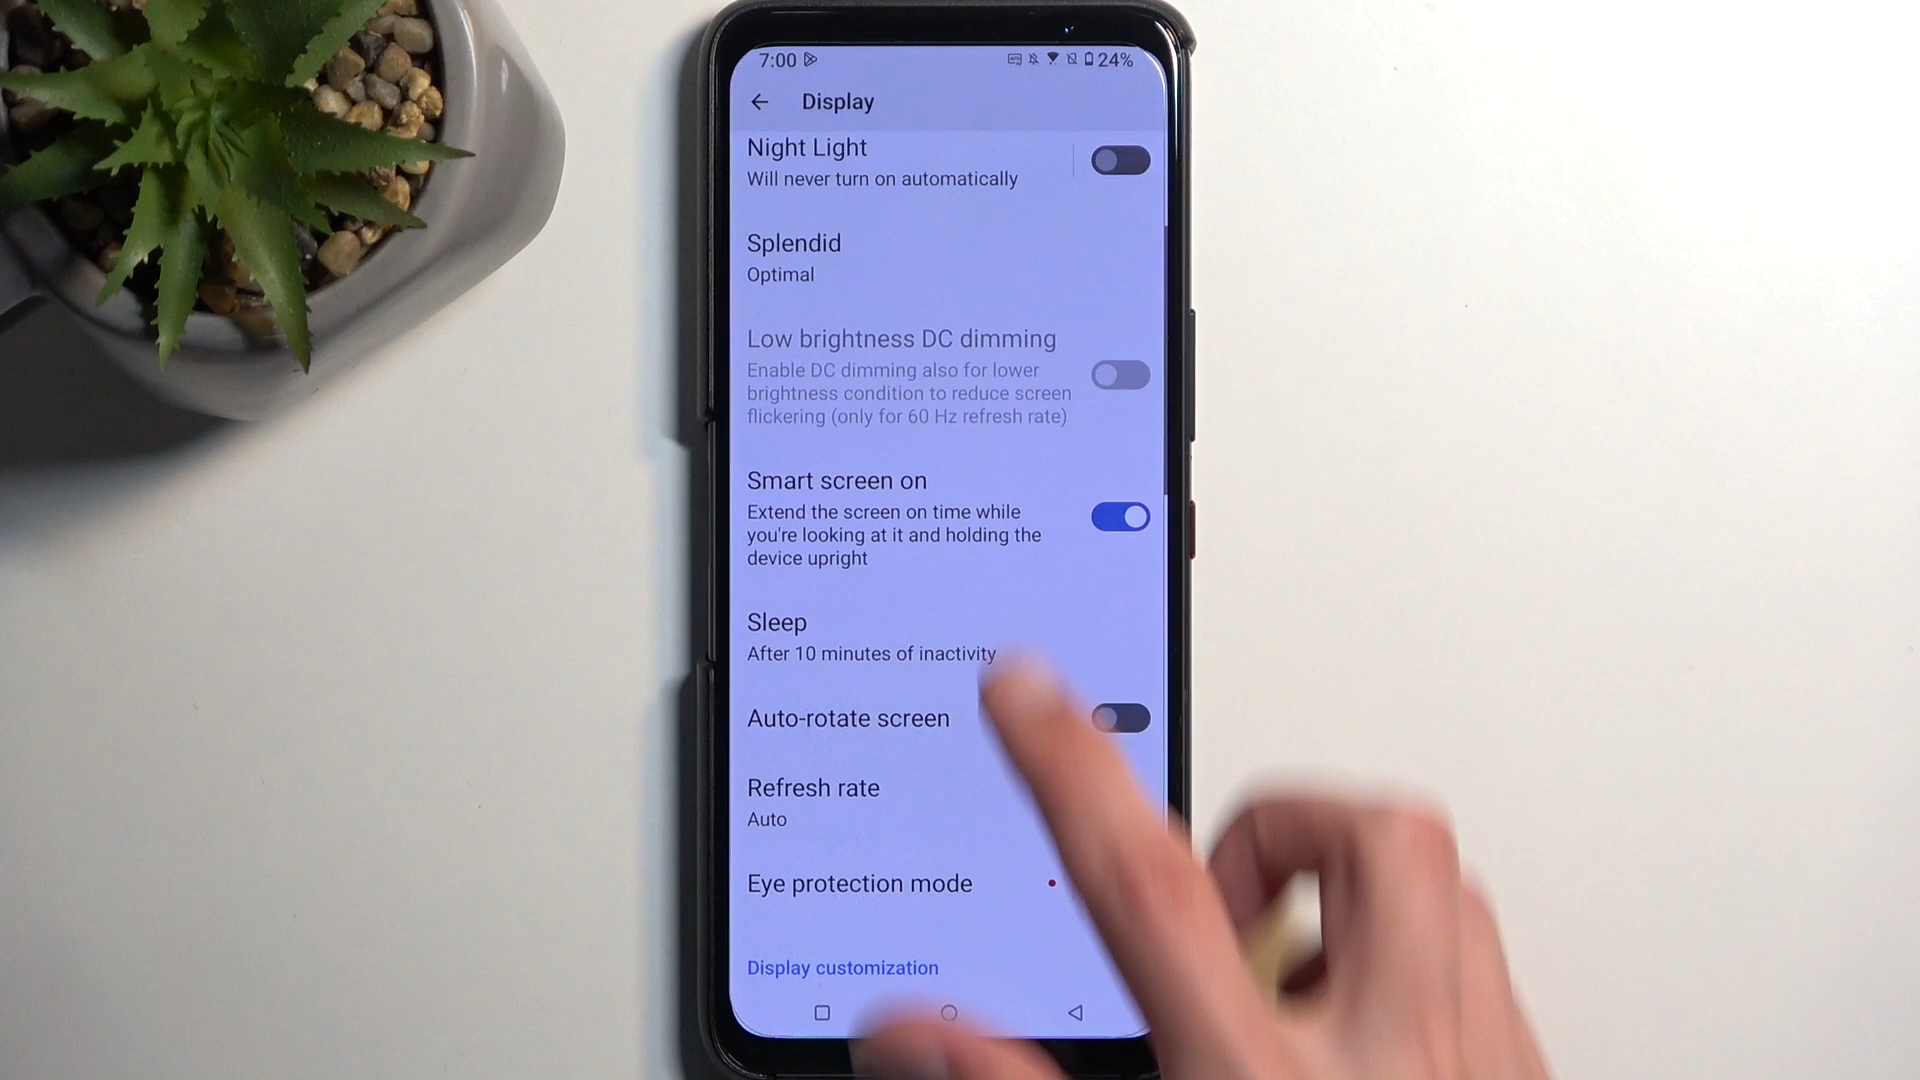 7:00 24%
Display
Night Light
Will never turn on automatically
Splendid
Optimal
Low brightness DC dimming
Enable DC dimming also for lower
brightness condition to reduce screen
flickering (only for 60 Hz refresh rate)
Smart screen on
Extend the screen on time while
you're looking at it and holding the
device upright
Sleep
After 10 minutes of inactivity
Auto-rotate screen
Refresh rate
Auto
Eye protection mode
Display customization